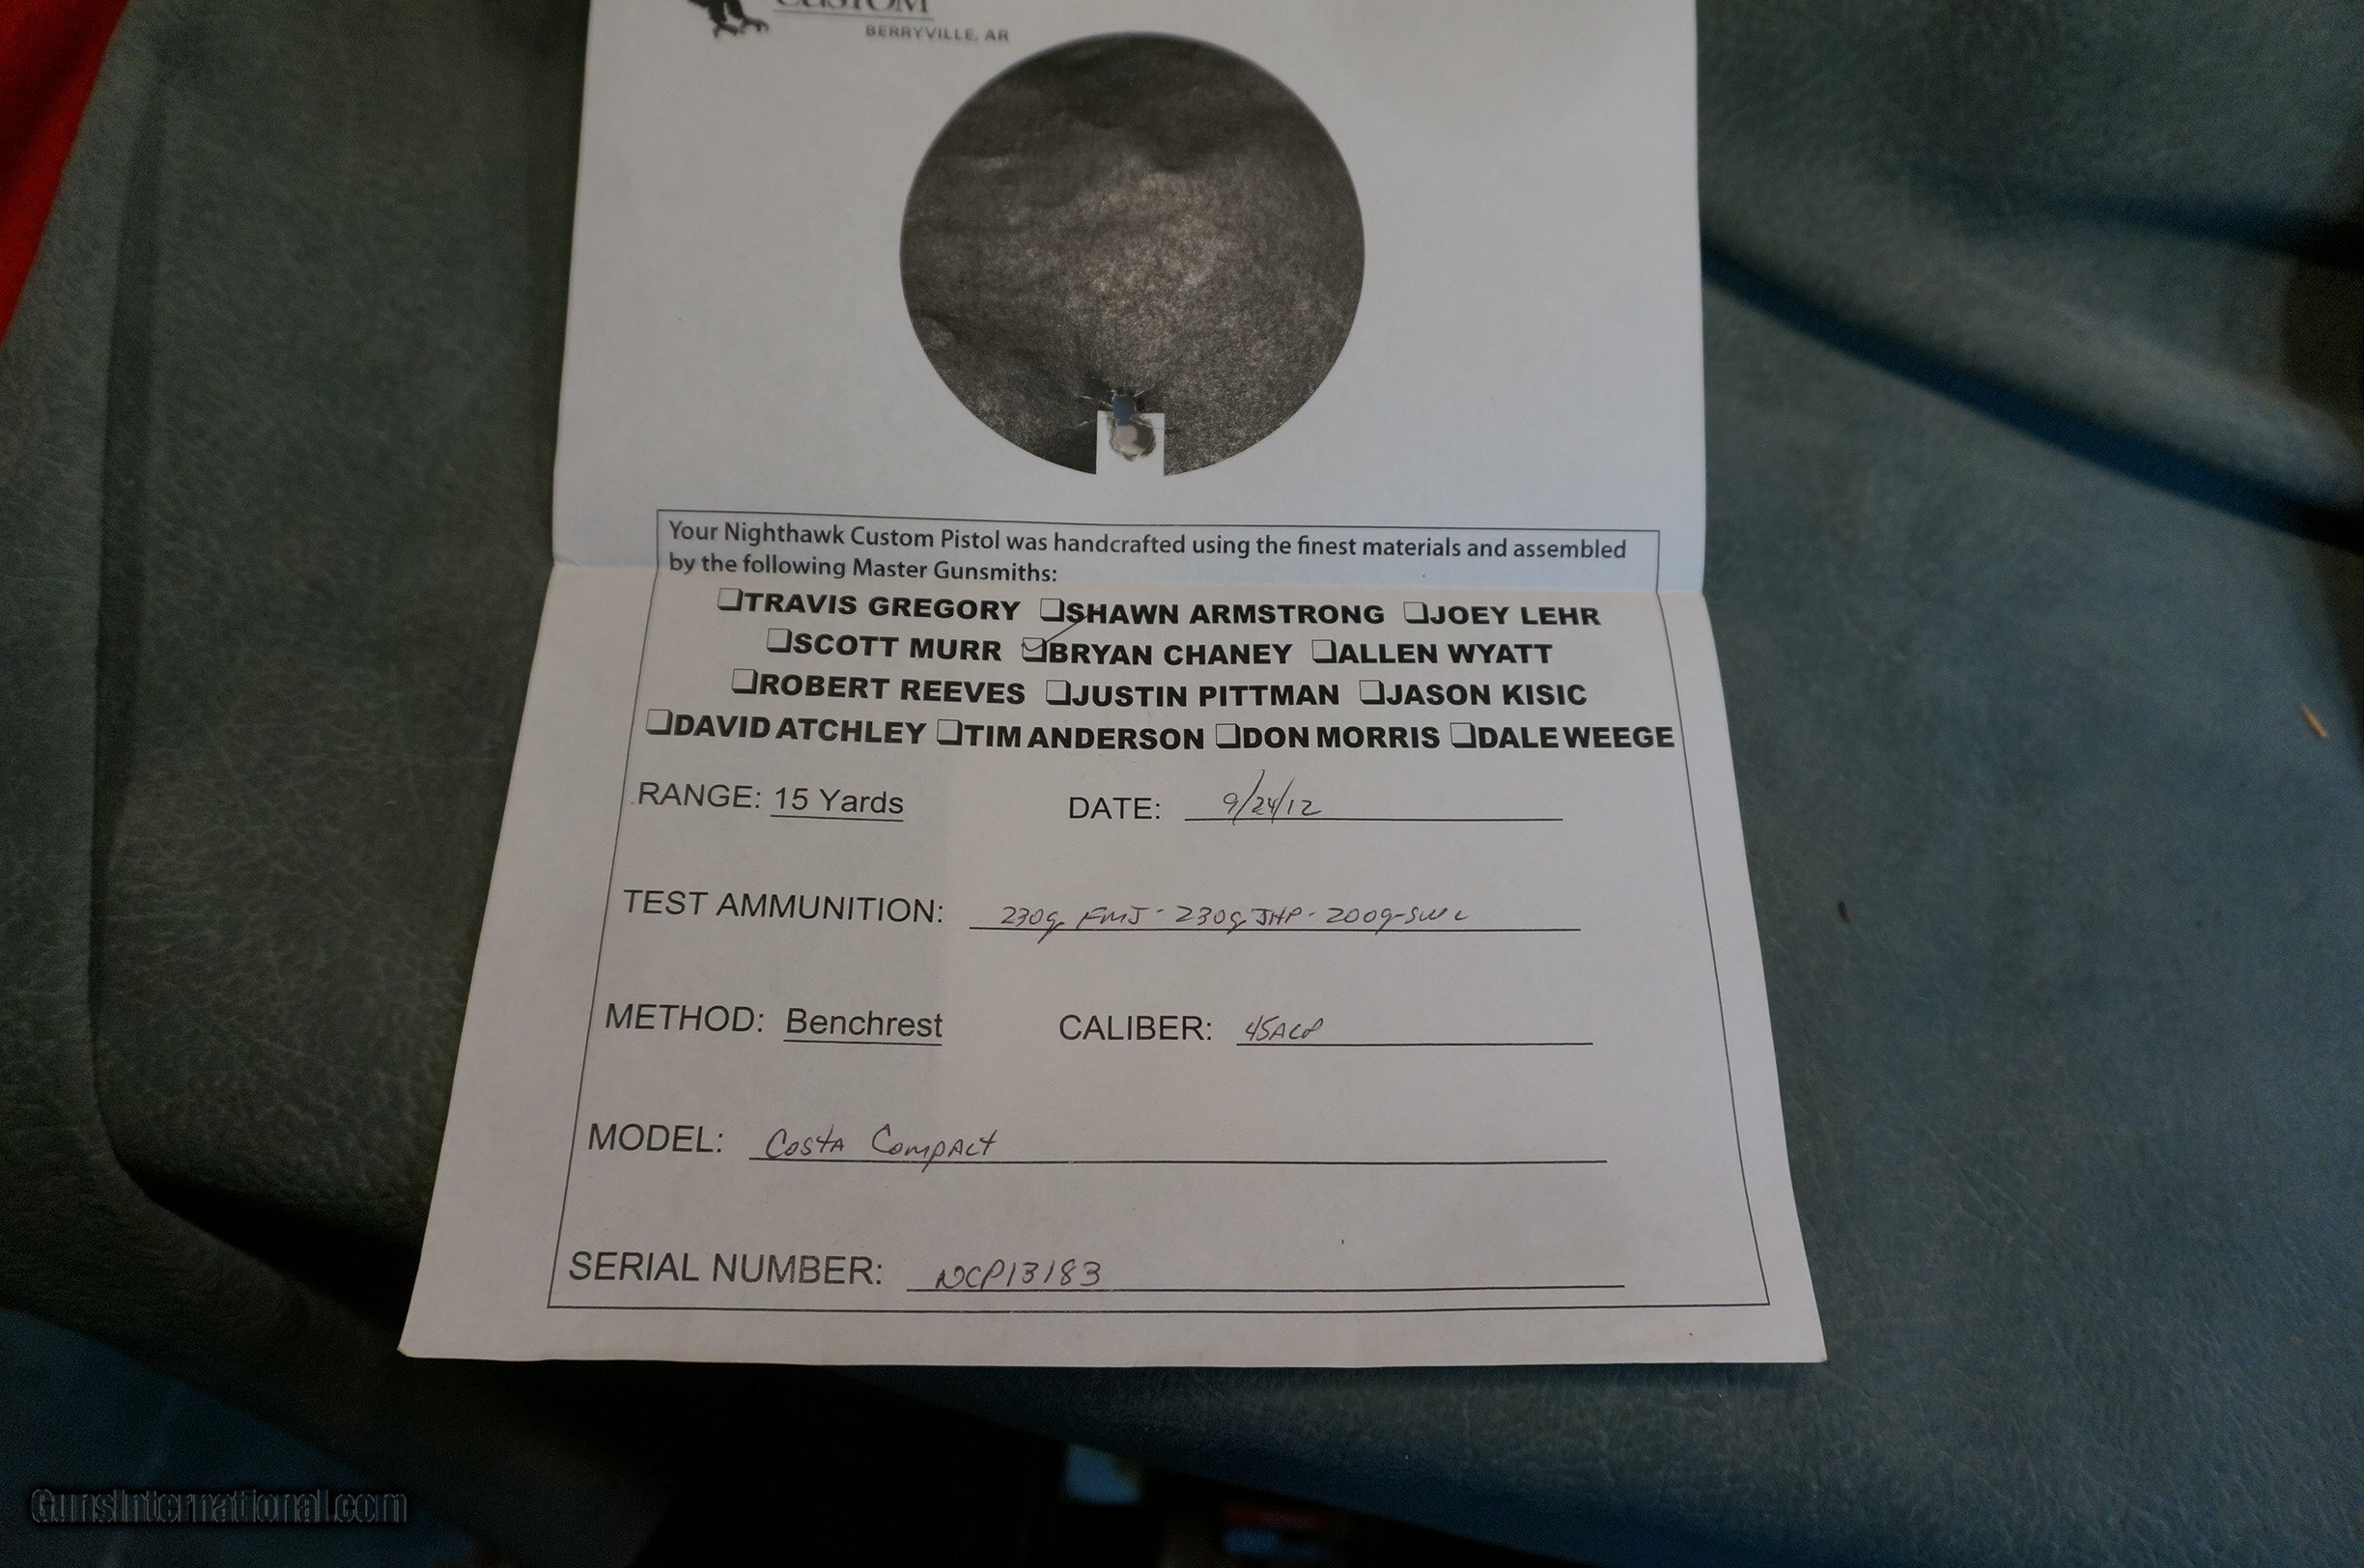 CUSTOM
BERRYVILLE, AR
Your Nighthawk Custom Pistol was handcrafted using the finest materials and assembled
by the following Master Gunsmiths:
TRAVIS GREGORY SHAWN ARMSTRONG JOEY LEHR
SCOTT MURR BRYAN CHANEY ALLEN WYATT
ROBERT REEVES JUSTIN PITTMAN JASON KISIC
DAVID ATCHLEY TIM ANDERSON DON MORRIS DALE WEEGE
RANGE: 15 Yards DATE: 9/24/12
TEST AMMUNITION: 230g FMJ - 230g JHP - 200g-SWC
METHOD: Benchrest CALIBER: 45ACP
MODEL: Costa Compact
SERIAL NUMBER: NCP13183
GunsInternational.com